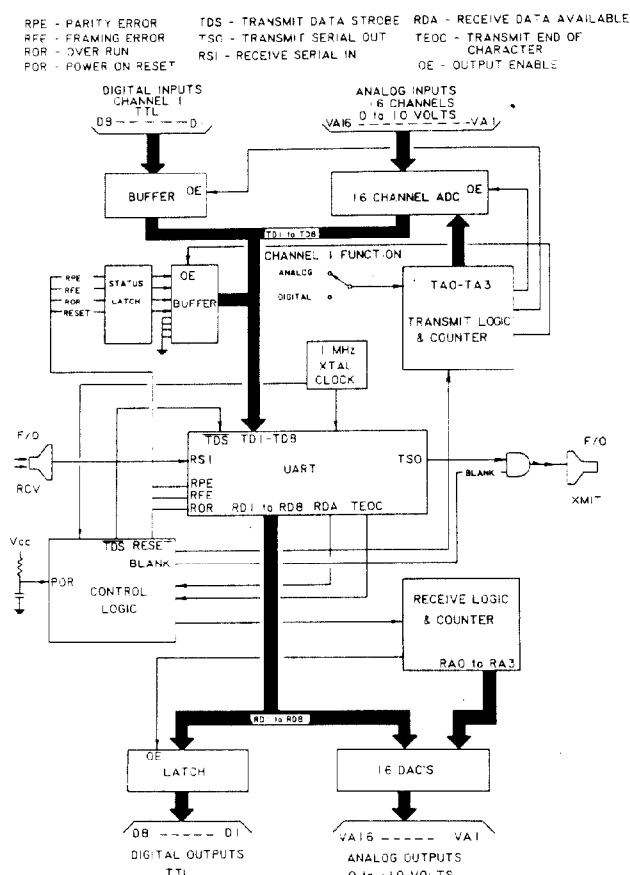 RPE - PARITY ERROR TDS - TRANSMIT DATA STROBE RDA - RECEIVE DATA AVAILABLE
RFE - FRAMING ERROR TSO - TRANSMIT SERIAL OUT TEOC - TRANSMIT END OF CHARACTER
ROR - OVER RUN RSI - RECEIVE SERIAL IN
POR - POWER ON RESET OE - OUTPUT ENABLE
DIGITAL INPUTS
CHANNEL 1
TTL
D8 D1
ANALOG INPUTS
16 CHANNELS
0 to 10 VOLTS
VA16 VA1
BUFFER OE
16 CHANNEL ADC OE
TD1 to TD8
CHANNEL 1 FUNCTION
ANALOG
DIGITAL
RPE
RFE
ROR
RESET
STATUS
LATCH
OE
BUFFER
TA0-TA3
TRANSMIT LOGIC
& COUNTER
1 MHz
XTAL
CLOCK
F/O
RCV
TDS TD1-TD8
RSI
UART
TSO
RPE
RFE
ROR
RD1 to RD8 RDA TEOC
BLANK
F/O
XMIT
Vcc
TDS RESET
BLANK
POR
CONTROL
LOGIC
RECEIVE LOGIC
& COUNTER
RA0 to RA3
RD1 to RD8
OE
LATCH
16 DAC'S
D8 D1
DIGITAL OUTPUTS
TTL
VA16 VA1
ANALOG OUTPUTS
VOLTS